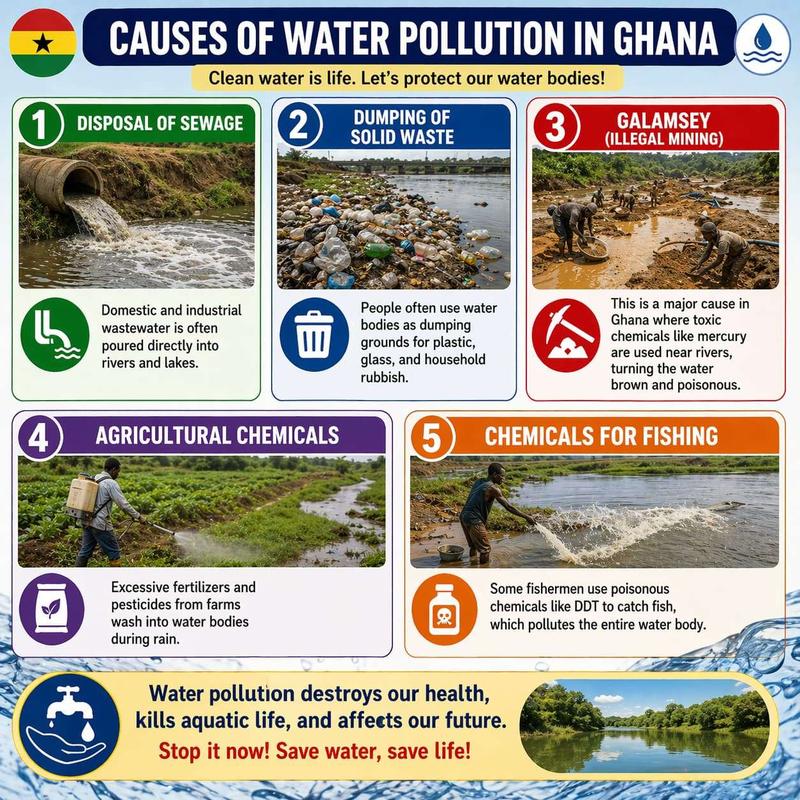 CAUSES OF WATER POLLUTION IN GHANA
Clean water is life. Let's protect our water bodies!
1 DISPOSAL OF SEWAGE
Domestic and industrial
wastewater is often
poured directly into
rivers and lakes.
2 DUMPING OF
SOLID WASTE
People often use water
bodies as dumping
grounds for plastic,
glass, and household
rubbish.
3 GALAMSEY
(ILLEGAL MINING)
This is a major cause in
Ghana where toxic
chemicals like mercury
are used near rivers,
turning the water
brown and poisonous.
4 AGRICULTURAL CHEMICALS
Excessive fertilizers and
pesticides from farms
wash into water bodies
during rain.
5 CHEMICALS FOR FISHING
Some fishermen use poisonous
chemicals like DDT to catch fish,
which pollutes the entire water body.
Water pollution destroys our health,
kills aquatic life, and affects our future.
Stop it now! Save water, save life!